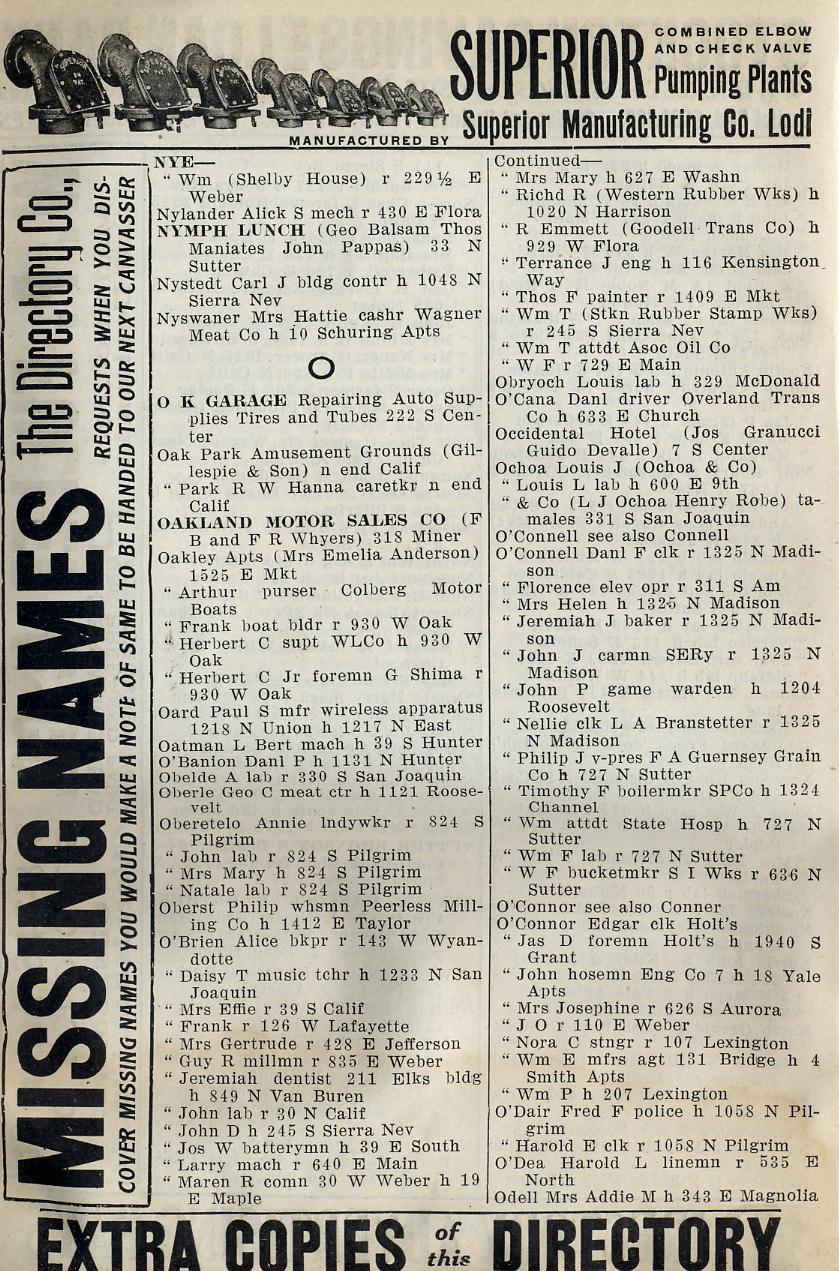 SUPERIOR COMBINED ELBOW
AND CHECK VALVE
Pumping Plants
MANUFACTURED BY Superior Manufacturing Co. Lodi
MISSING NAMES The Directory Co.,
REQUESTS WHEN YOU DIS-
COVER MISSING NAMES YOU WOULD MAKE A NOTE OF SAME TO BE HANDED TO OUR NEXT CANVASSER
NYE—
" Wm (Shelby House) r 229½ E
Weber
Nylander Alick S mech r 430 E Flora
NYMPH LUNCH (Geo Balsam Thos
Maniates John Pappas) 33 N
Sutter
Nystedt Carl J bldg contr h 1048 N
Sierra Nev
Nyswaner Mrs Hattie cashr Wagner
Meat Co h 10 Schuring Apts
O
O K GARAGE Repairing Auto Sup-
plies Tires and Tubes 222 S Cen-
ter
Oak Park Amusement Grounds (Gil-
lespie & Son) n end Calif
" Park R W Hanna caretkr n end
Calif
OAKLAND MOTOR SALES CO (F
B and F R Whyers) 318 Miner
Oakley Apts (Mrs Emelia Anderson)
1525 E Mkt
" Arthur purser Colberg Motor
Boats
" Frank boat bldr r 930 W Oak
" Herbert C supt WLCo h 930 W
Oak
" Herbert C Jr foremn G Shima r
930 W Oak
Oard Paul S mfr wireless apparatus
1218 N Union h 1217 N East
Oatman L Bert mach h 39 S Hunter
O'Banion Danl P h 1131 N Hunter
Obelde A lab r 330 S San Joaquin
Oberle Geo C meat ctr h 1121 Roose-
velt
Oberetelo Annie lndywkr r 824 S
Pilgrim
" John lab r 824 S Pilgrim
" Mrs Mary h 824 S Pilgrim
" Natale lab r 824 S Pilgrim
Oberst Philip whsmn Peerless Mill-
ing Co h 1412 E Taylor
O'Brien Alice bkpr r 143 W Wyan-
dotte
" Daisy T music tchr h 1233 N San
Joaquin
" Mrs Effie r 39 S Calif
" Frank r 126 W Lafayette
" Mrs Gertrude r 428 E Jefferson
" Guy R millmn r 835 E Weber
" Jeremiah dentist 211 Elks bldg
h 849 N Van Buren
" John lab r 30 N Calif
" John D h 245 S Sierra Nev
" Jos W batterymn h 39 E South
" Larry mach r 640 E Main
" Maren R comn 30 W Weber h 19
E Maple
Continued—
" Mrs Mary h 627 E Washn
" Richd R (Western Rubber Wks) h
1020 N Harrison
" R Emmett (Goodell Trans Co) h
929 W Flora
" Terrance J eng h 116 Kensington
Way
" Thos F painter r 1409 E Mkt
" Wm T (Stkn Rubber Stamp Wks)
r 245 S Sierra Nev
" Wm T attdt Asoc Oil Co
" W F r 729 E Main
Obryoch Louis lab h 329 McDonald
O'Cana Danl driver Overland Trans
Co h 633 E Church
Occidental Hotel (Jos Granucci
Guido Devalle) 7 S Center
Ochoa Louis J (Ochoa & Co)
" Louis L lab h 600 E 9th
" & Co (L J Ochoa Henry Robe) ta-
males 331 S San Joaquin
O'Connell see also Connell
O'Connell Danl F clk r 1325 N Madi-
son
" Florence elev opr r 311 S Am
" Mrs Helen h 1325 N Madison
" Jeremiah J baker r 1325 N Madi-
son
" John J carmn SERy r 1325 N
Madison
" John P game warden h 1204
Roosevelt
" Nellie clk L A Branstetter r 1325
N Madison
" Philip J v-pres F A Guernsey Grain
Co h 727 N Sutter
" Timothy F boilermkr SPCo h 1324
Channel
" Wm attdt State Hosp h 727 N
Sutter
" Wm F lab r 727 N Sutter
" W F bucketmkr S I Wks r 636 N
Sutter
O'Connor see also Conner
O'Connor Edgar clk Holt's
" Jas D foremn Holt's h 1940 S
Grant
" John hosemn Eng Co 7 h 18 Yale
Apts
" Mrs Josephine r 626 S Aurora
" J O r 110 E Weber
" Nora C stngr r 107 Lexington
" Wm E mfrs agt 131 Bridge h 4
Smith Apts
" Wm P h 207 Lexington
O'Dair Fred F police h 1058 N Pil-
grim
" Harold E clk r 1058 N Pilgrim
O'Dea Harold L linemn r 535 E
North
Odell Mrs Addie M h 343 E Magnolia
EXTRA COPIES of this DIRECTORY